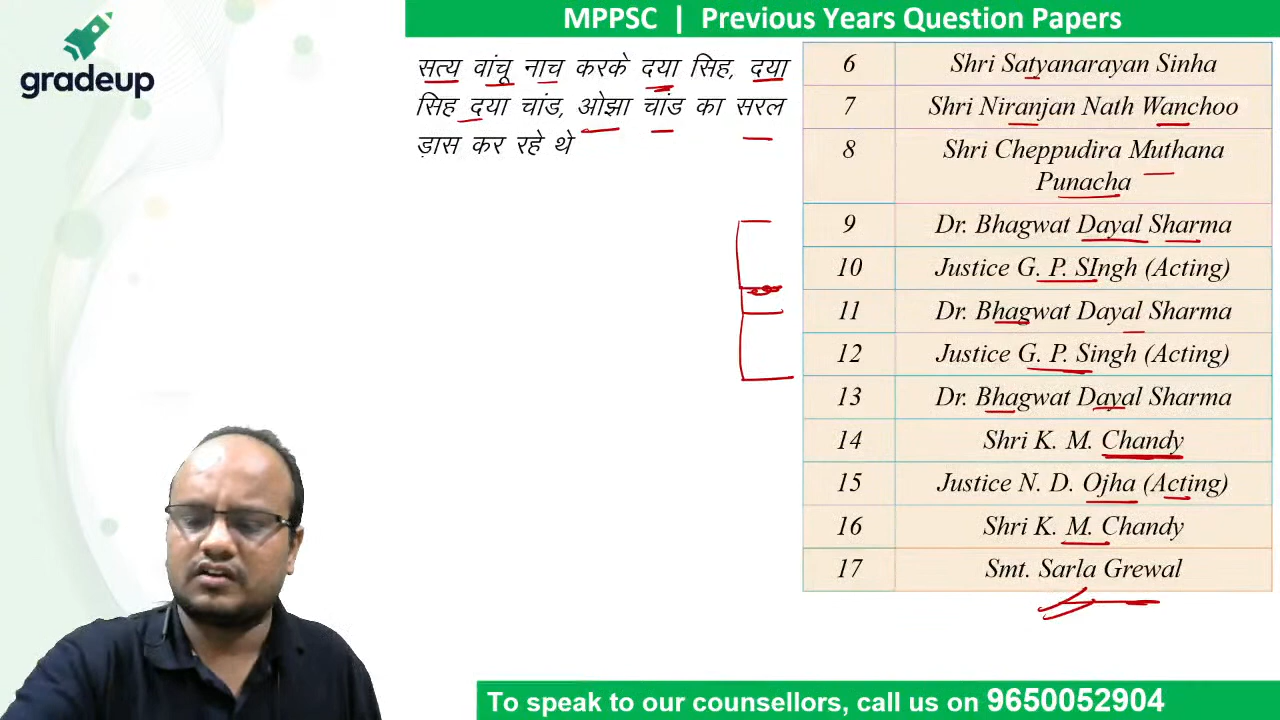 MPPSC | Previous Years Question Papers
gradeup
सत्य वांचू नाच करके दया सिह, दया
सिह दया चांड, ओझा चांड का सरल
ड़ास कर रहे थे
6 Shri Satyanarayan Sinha
7 Shri Niranjan Nath Wanchoo
8 Shri Cheppudira Muthana
Punacha
9 Dr. Bhagwat Dayal Sharma
10 Justice G. P. SIngh (Acting)
11 Dr. Bhagwat Dayal Sharma
12 Justice G. P. Singh (Acting)
13 Dr. Bhagwat Dayal Sharma
14 Shri K. M. Chandy
15 Justice N. D. Ojha (Acting)
16 Shri K. M. Chandy
17 Smt. Sarla Grewal
To speak to our counsellors, call us on 9650052904